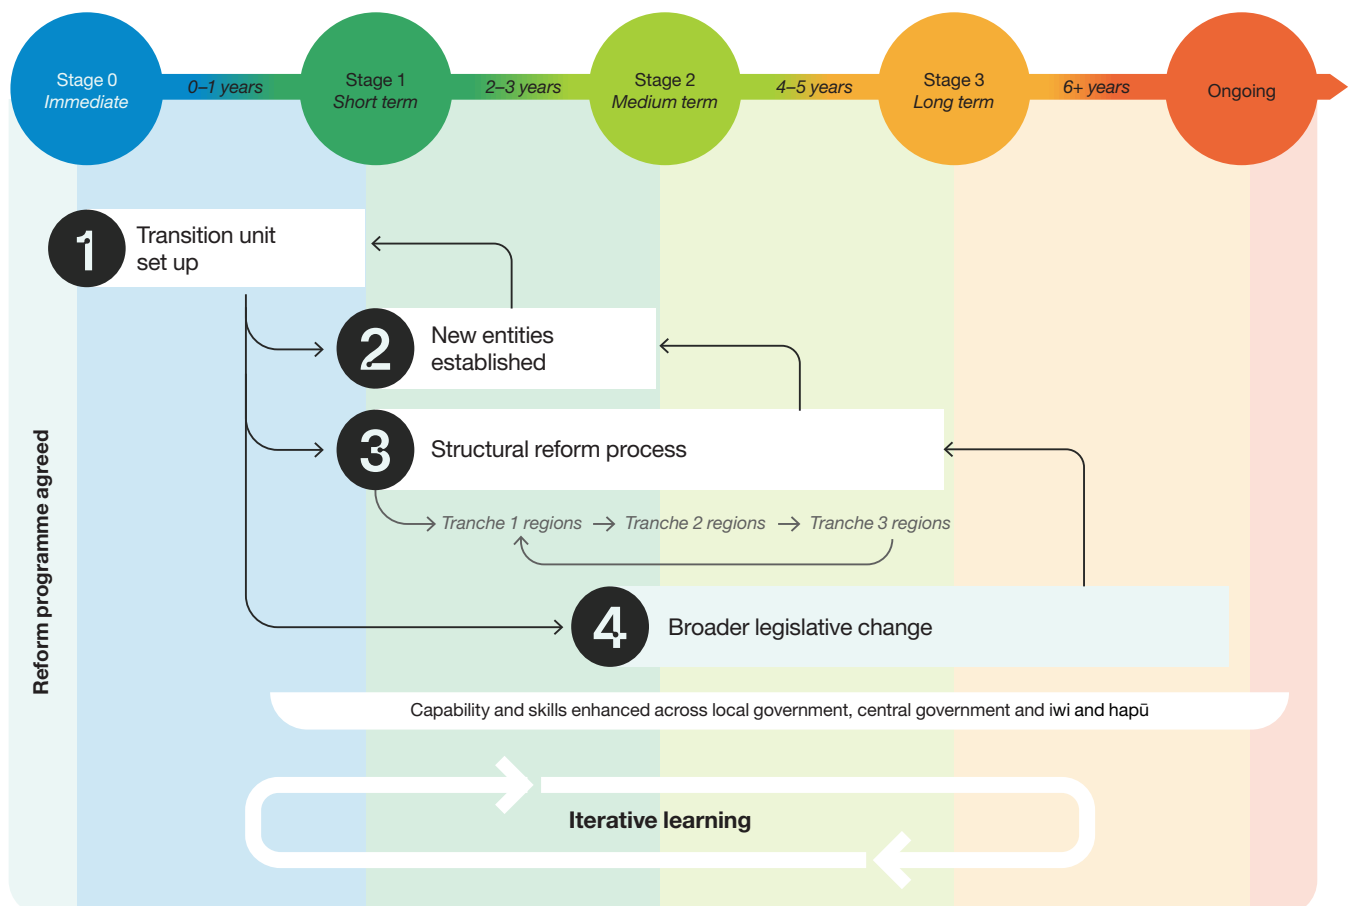 Stage 0
Immediate
0–1 years
Stage 1
Short term
2–3 years
Stage 2
Medium term
4–5 years
Stage 3
Long term
6+ years
Ongoing
Reform programme agreed
1
Transition unit
set up
2
New entities
established
3
Structural reform process
Tranche 1 regions
Tranche 2 regions
Tranche 3 regions
4
Broader legislative change
Capability and skills enhanced across local government, central government and iwi and hapū
Iterative learning